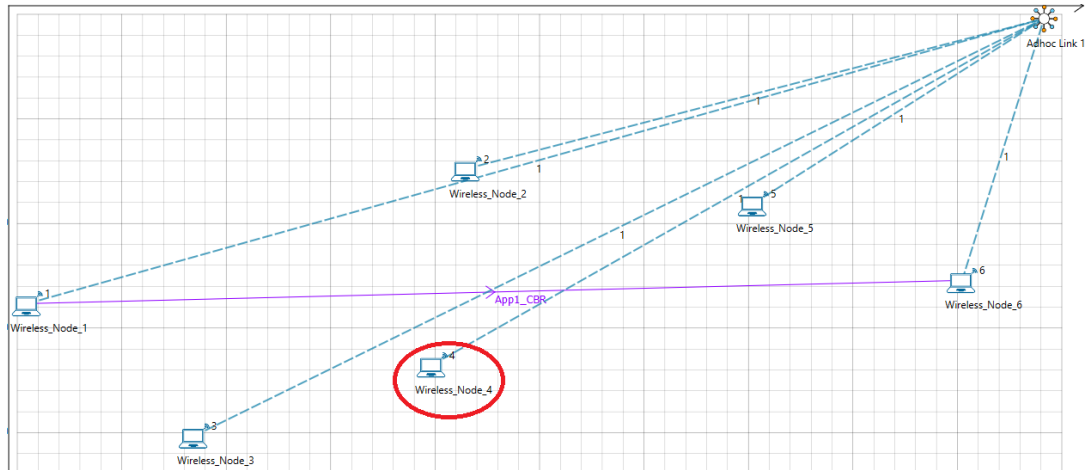 Adhoc Link 1
1
2
1
1
Wireless_Node_2
1
5
1
Wireless_Node_5
1
6
1
App1_CBR
Wireless_Node_6
Wireless_Node_1
4
Wireless_Node_4
3
Wireless_Node_3